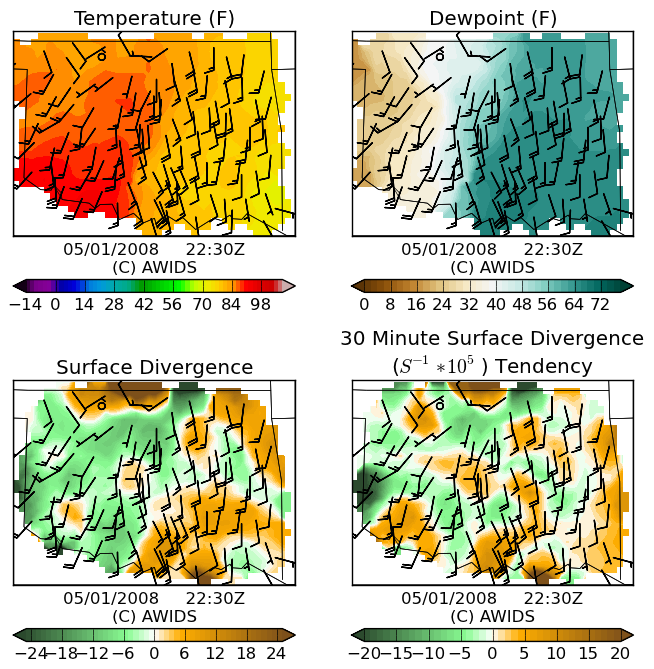 Temperature (F)
Dewpoint (F)
05/01/2008 22:30Z
(C) AWIDS
05/01/2008 22:30Z
(C) AWIDS
−14 0 14 28 42 56 70 84 98
0 8 16 24 32 40 48 56 64 72
Surface Divergence
30 Minute Surface Divergence
(S⁻¹ *10⁵ ) Tendency
05/01/2008 22:30Z
(C) AWIDS
05/01/2008 22:30Z
(C) AWIDS
−24−18−12 −6 0 6 12 18 24
−20−15−10 −5 0 5 10 15 20